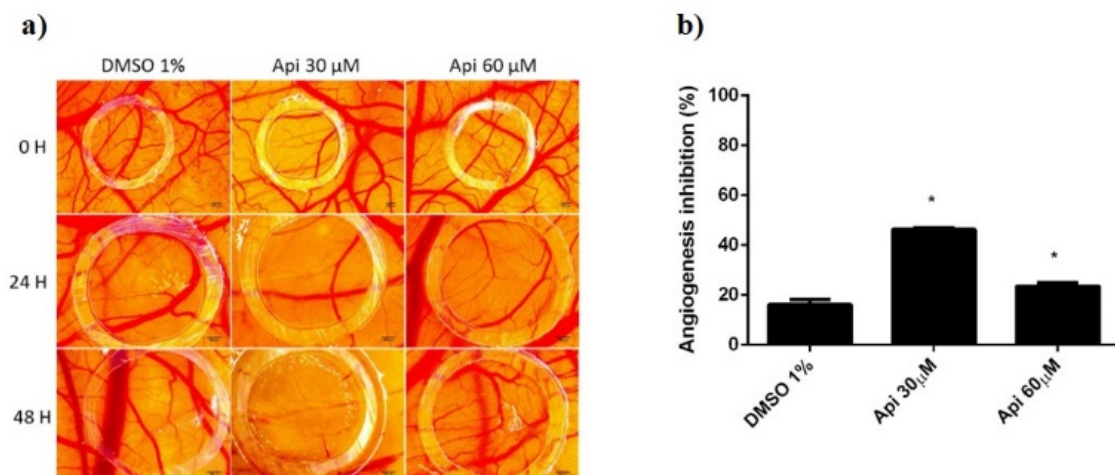 a)
DMSO 1%
Api 30 µM
Api 60 µM
0 H
24 H
48 H
b)
Angiogenesis inhibition (%)
100
80
60
40
20
0
*
*
DMSO 1%
Api 30µM
Api 60µM